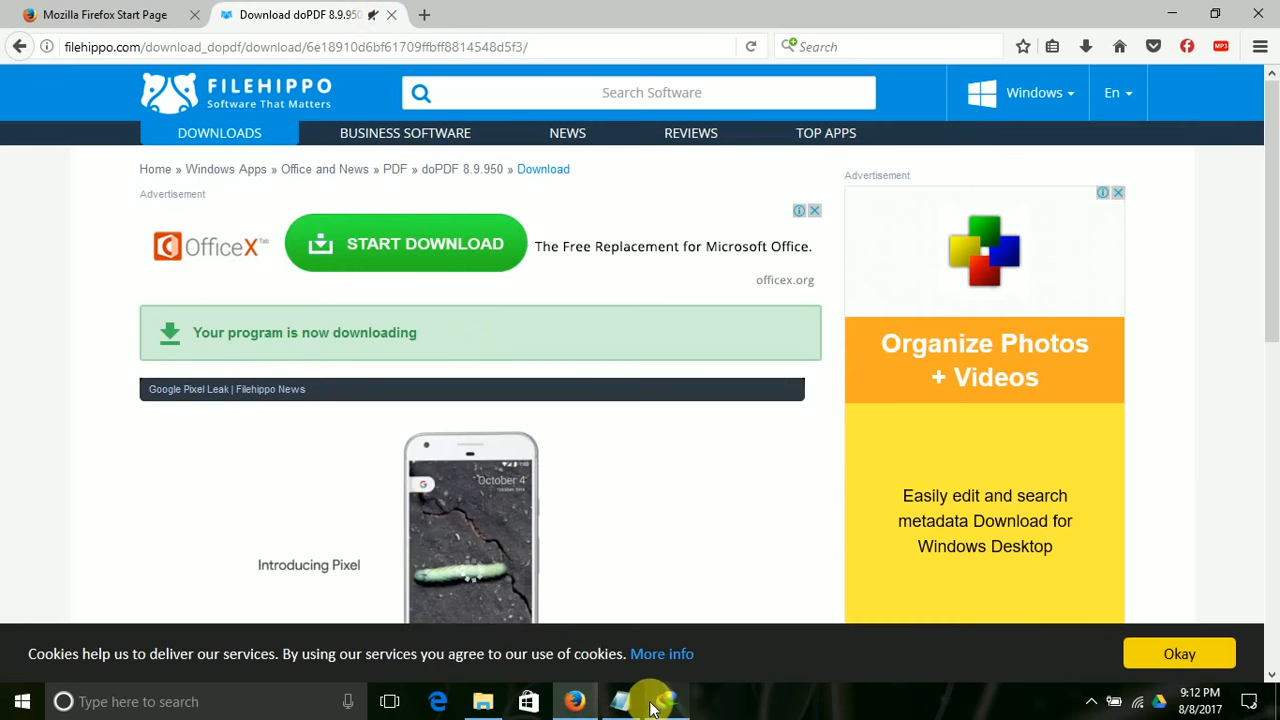 Mozilla Firefox Start Page
Download doPDF 8.9.950
filehippo.com/download_dopdf/download/6e18910d6bf61709ffbff8814548d5f3/
Search
MP3
FILEHIPPO
Software That Matters
Search Software
Windows
En
DOWNLOADS
BUSINESS SOFTWARE
NEWS
REVIEWS
TOP APPS
Home » Windows Apps » Office and News » PDF » doPDF 8.9.950 » Download
Advertisement
Advertisement
OfficeX Tab
START DOWNLOAD
The Free Replacement for Microsoft Office.
officex.org
Your program is now downloading
Organize Photos
+ Videos
Google Pixel Leak | Filehippo News
October 4
G
Introducing Pixel
Easily edit and search
metadata Download for
Windows Desktop
Cookies help us to deliver our services. By using our services you agree to our use of cookies. More info
Okay
Type here to search
9:12 PM
8/8/2017